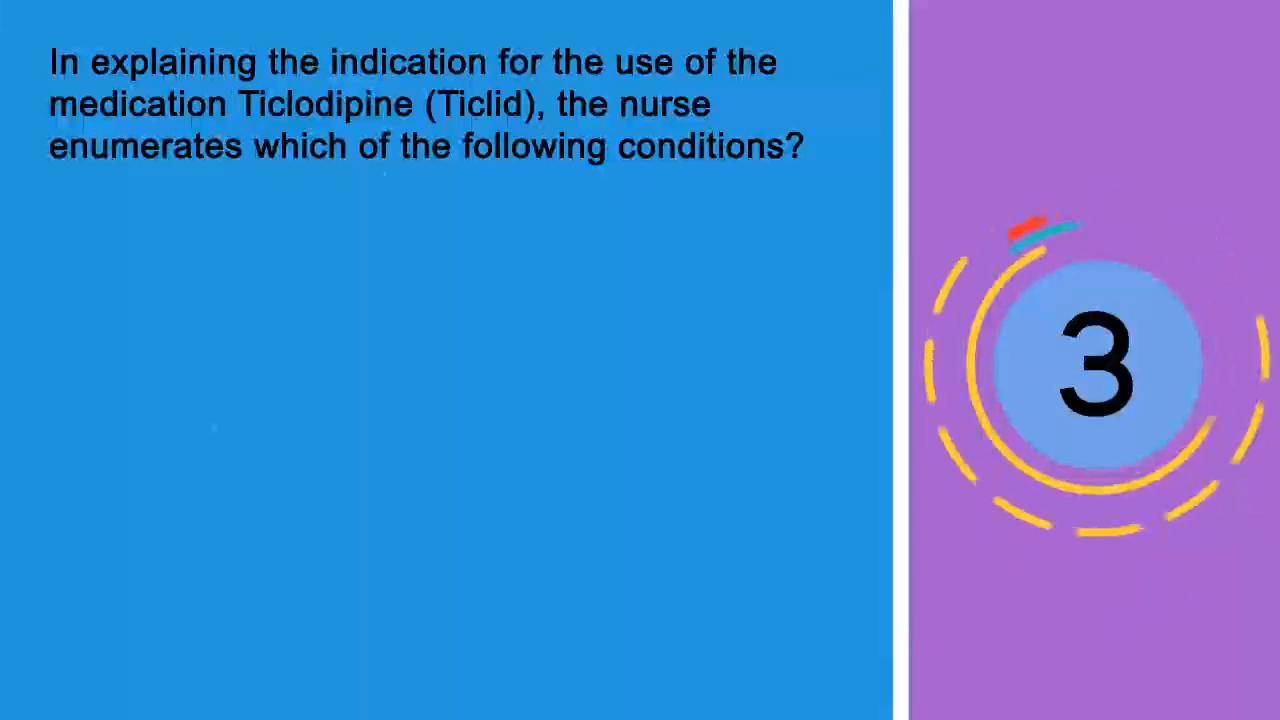 In explaining the indication for the use of the
medication Ticlodipine (Ticlid), the nurse
enumerates which of the following conditions?
3